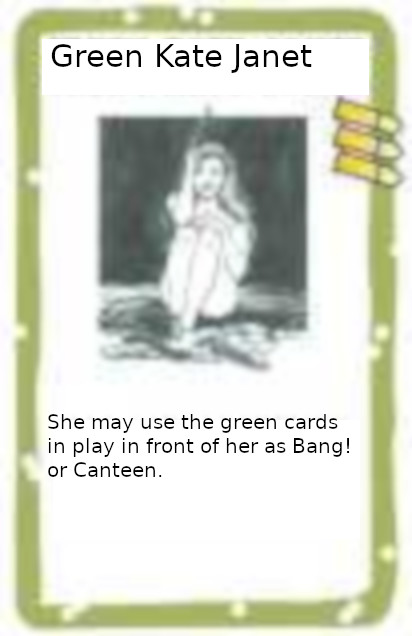 Green Kate Janet
She may use the green cards
in play in front of her as Bang!
or Canteen.